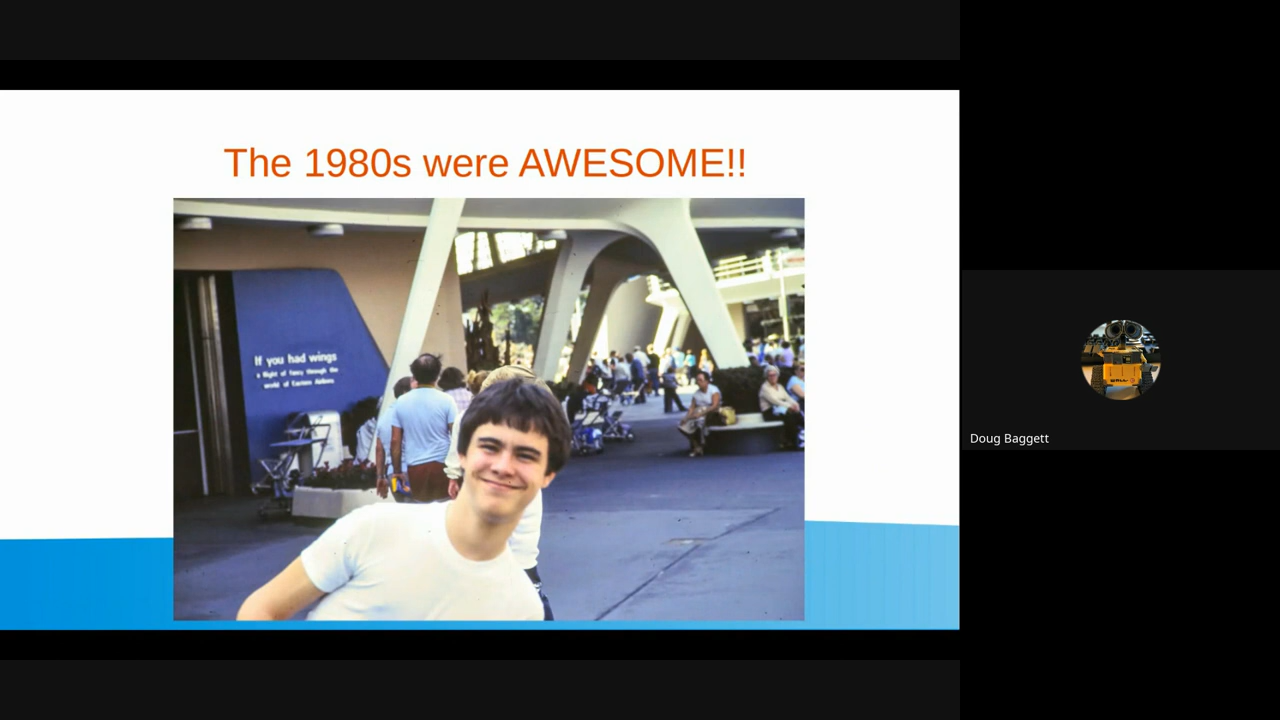 The 1980s were AWESOME!!
If you had wings
a flight of fancy through the
world of Eastern Airlines
Doug Baggett